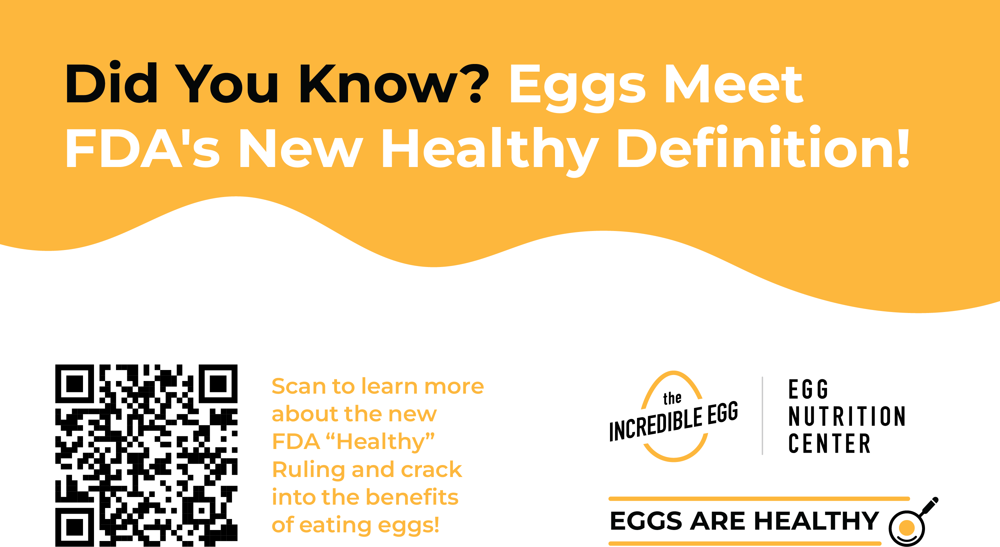 Did You Know? Eggs Meet
FDA's New Healthy Definition!
Scan to learn more
about the new
FDA “Healthy”
Ruling and crack
into the benefits
of eating eggs!
the
INCREDIBLE EGG
EGG
NUTRITION
CENTER
EGGS ARE HEALTHY